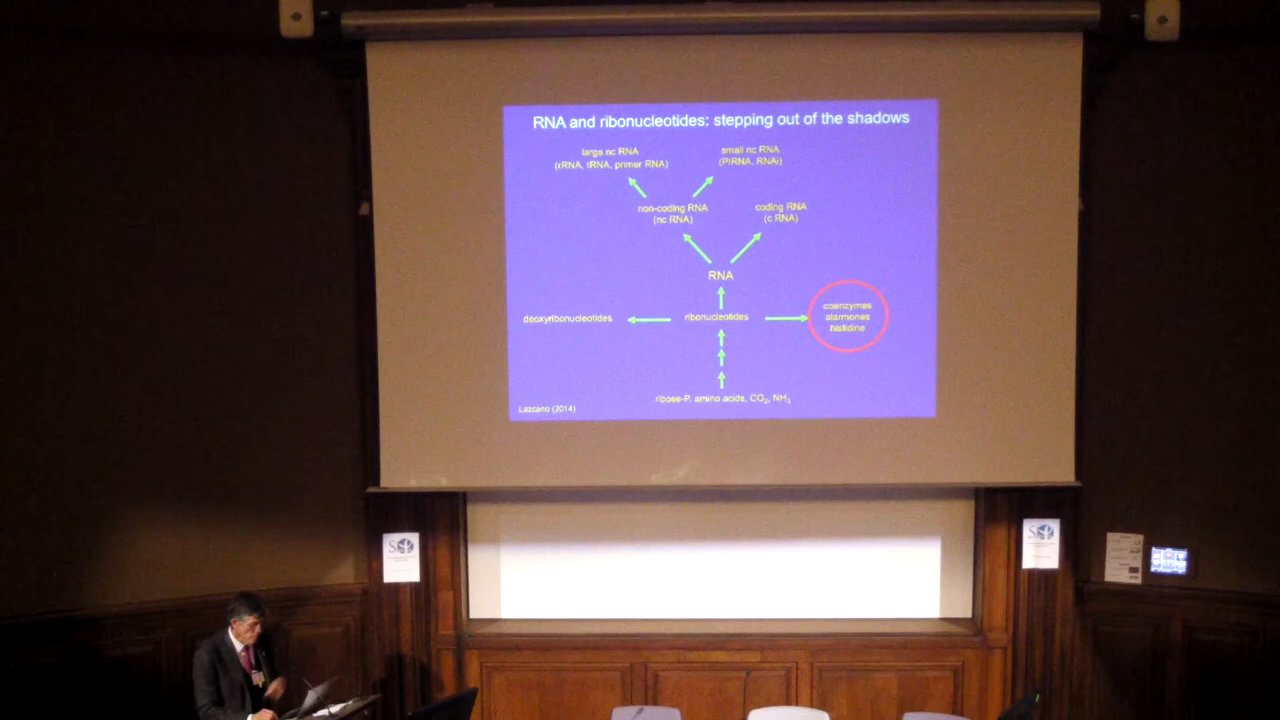 RNA and ribonucleotides: stepping out of the shadows
large nc RNA
(rRNA, tRNA, primer RNA)
small nc RNA
(PIRNA, RNAi)
non-coding RNA
(nc RNA)
coding RNA
(c RNA)
RNA
deoxyribonucleotides
ribonucleotides
coenzymes
alarmones
histidine
ribose-P, amino acids, CO₂, NH₃
Lazcano (2014)